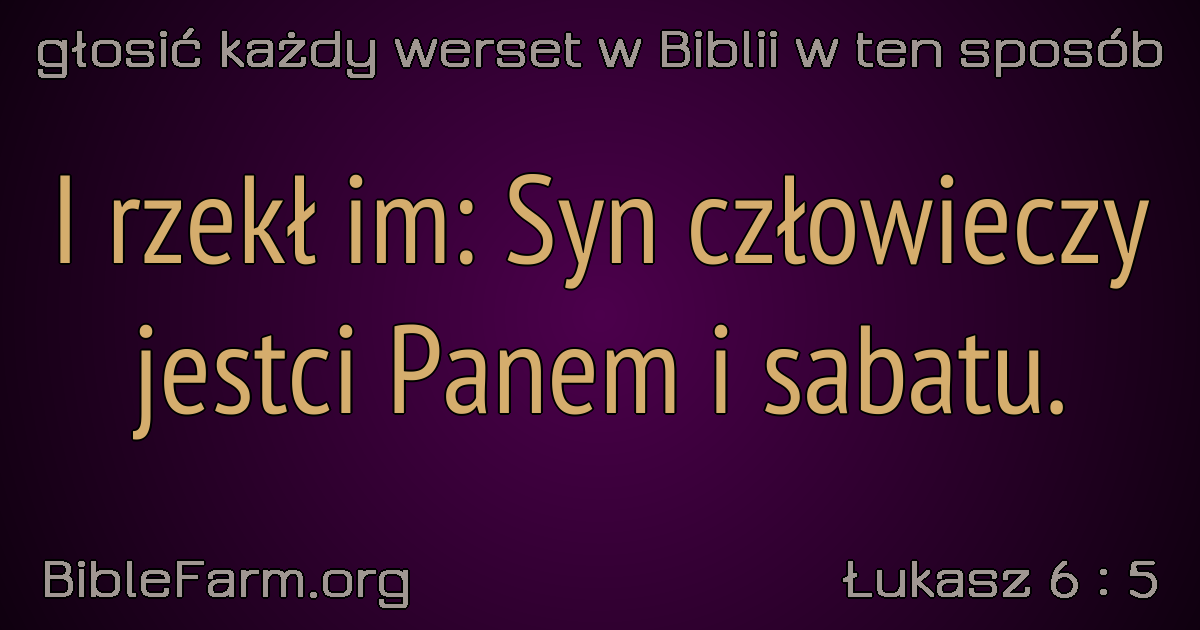 głosić każdy werset w Biblii w ten sposób
I rzekł im: Syn człowieczy
jestci Panem i sabatu.
BibleFarm.org
Łukasz 6 : 5